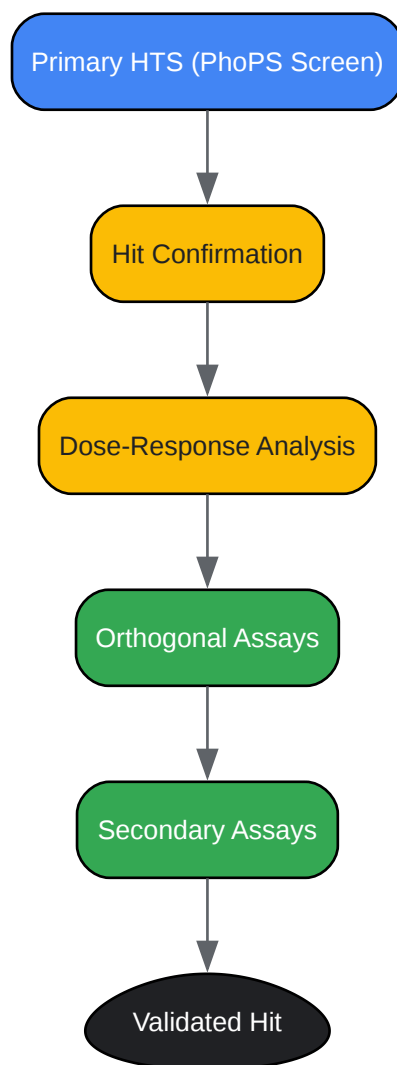 Primary HTS (PhoPS Screen)
Hit Confirmation
Dose-Response Analysis
Orthogonal Assays
Secondary Assays
Validated Hit